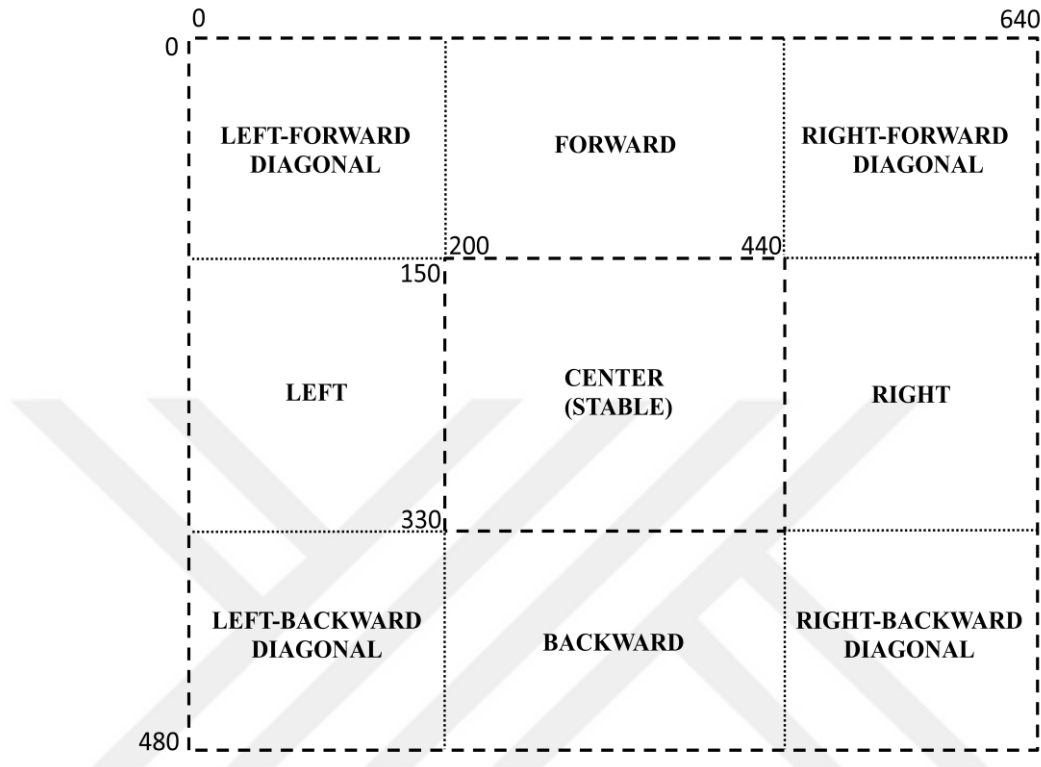 0
640
0
LEFT-FORWARD
DIAGONAL
FORWARD
RIGHT-FORWARD
DIAGONAL
200
440
150
LEFT
CENTER
(STABLE)
RIGHT
330
LEFT-BACKWARD
DIAGONAL
BACKWARD
RIGHT-BACKWARD
DIAGONAL
480